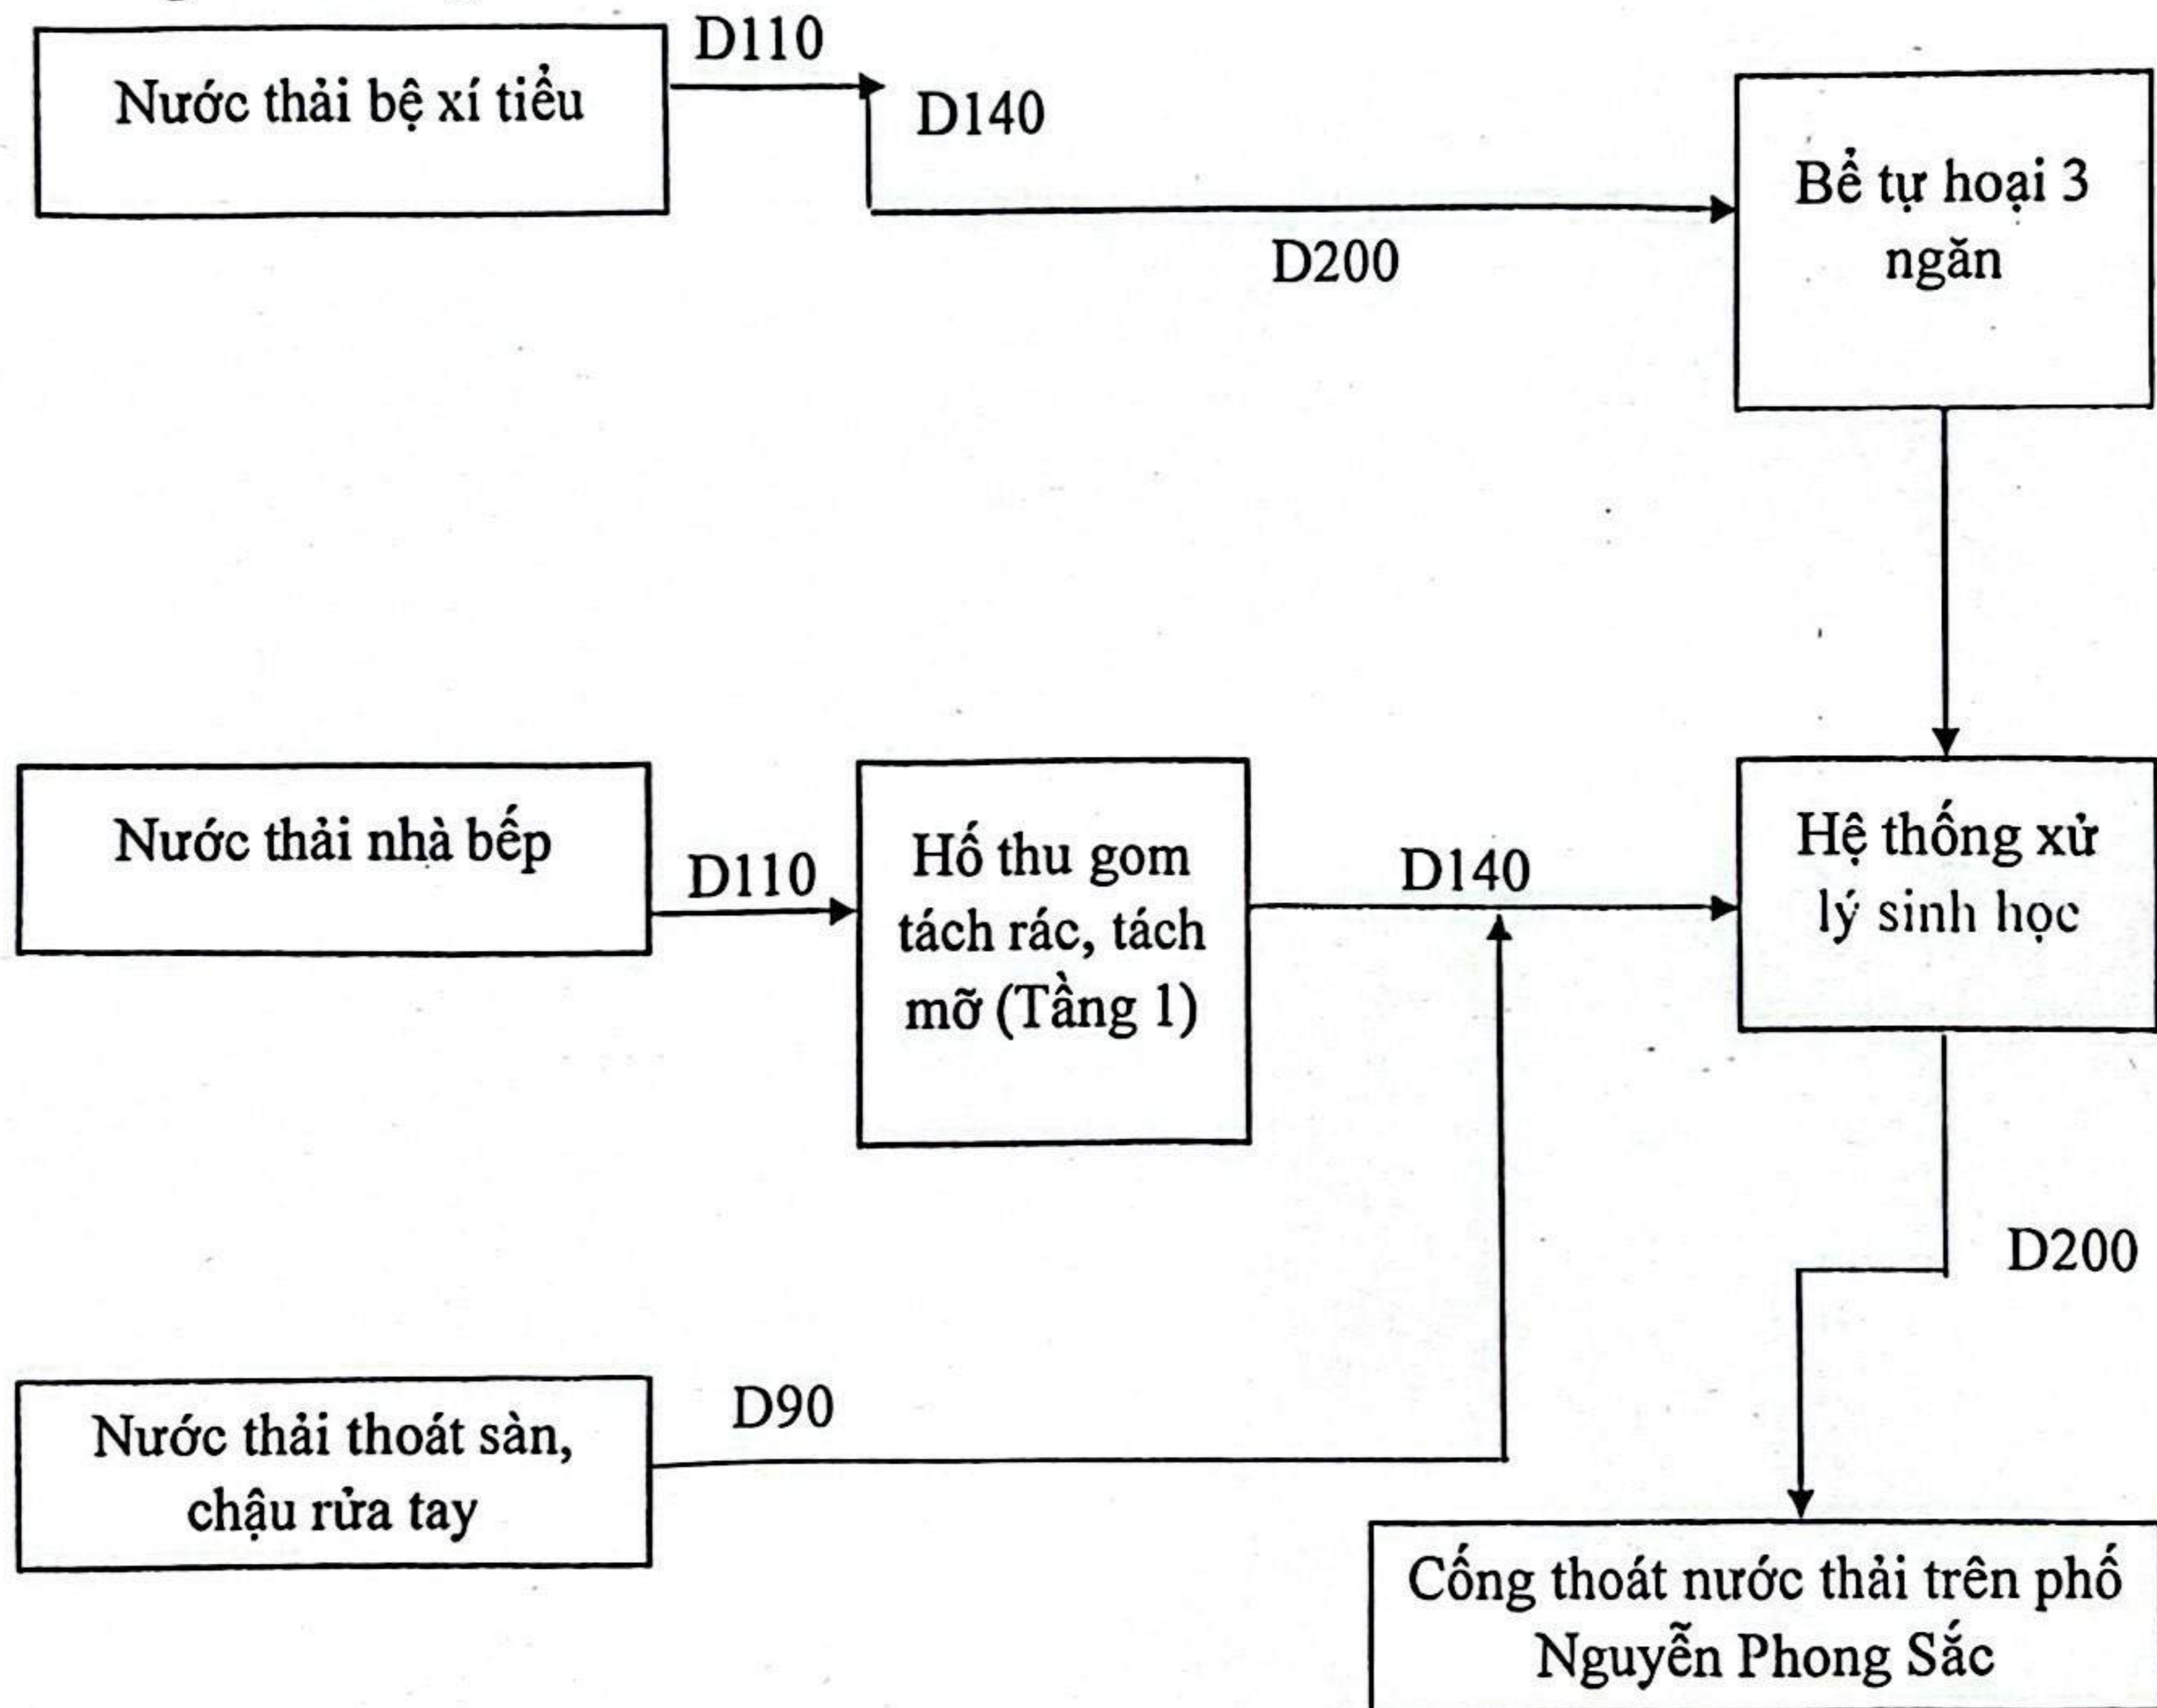 Nước thải bệ xí tiểu
D110
D140
D200
Bể tự hoại 3
ngăn
Nước thải nhà bếp
D110
Hố thu gom
tách rác, tách
mỡ (Tầng 1)
D140
Hệ thống xử
lý sinh học
D200
Nước thải thoát sàn,
chậu rửa tay
D90
Cống thoát nước thải trên phố
Nguyễn Phong Sắc